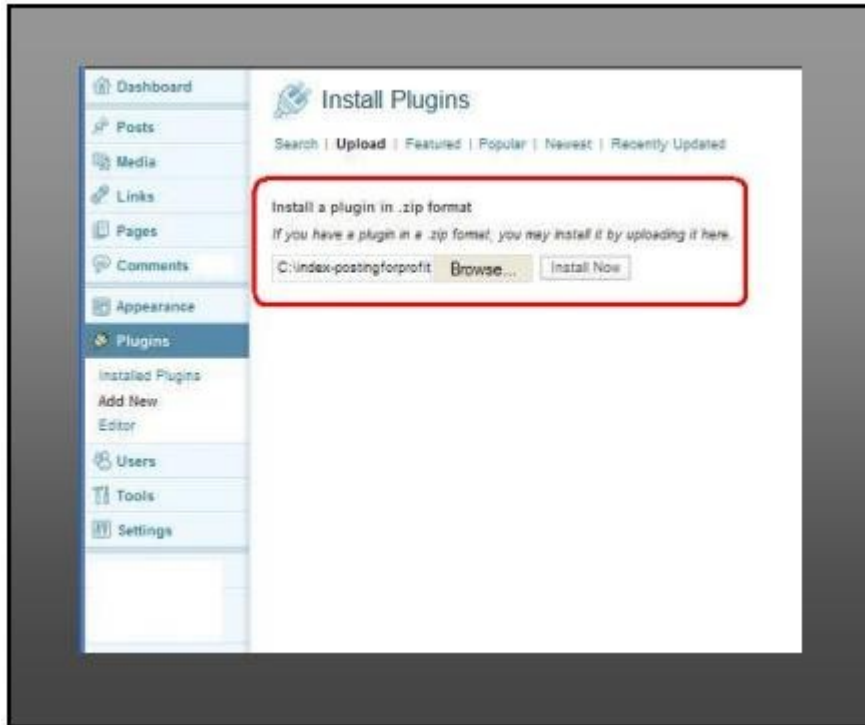 Dashboard
Posts
Media
Links
Pages
Comments
Appearance
Plugins
Installed Plugins
Add New
Editor
Users
Tools
Settings
Install Plugins
Search | Upload | Featured | Popular | Newest | Recently Updated
Install a plugin in .zip format
If you have a plugin in a .zip format, you may install it by uploading it here.
C:\index-postingforprofit Browse... Install Now